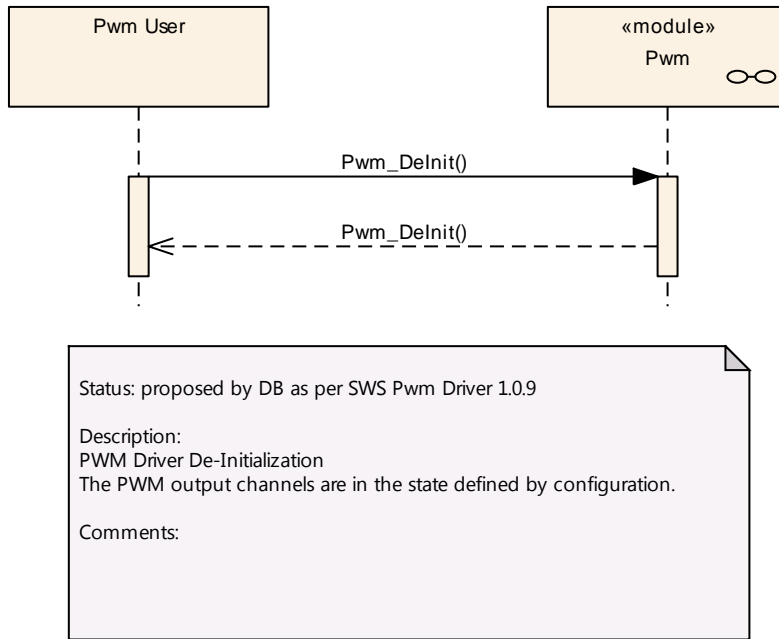 Pwm User
«module»
Pwm
Pwm_DeInit()
Pwm_DeInit()
Status: proposed by DB as per SWS Pwm Driver 1.0.9
Description:
PWM Driver De-Initialization
The PWM output channels are in the state defined by configuration.
Comments: